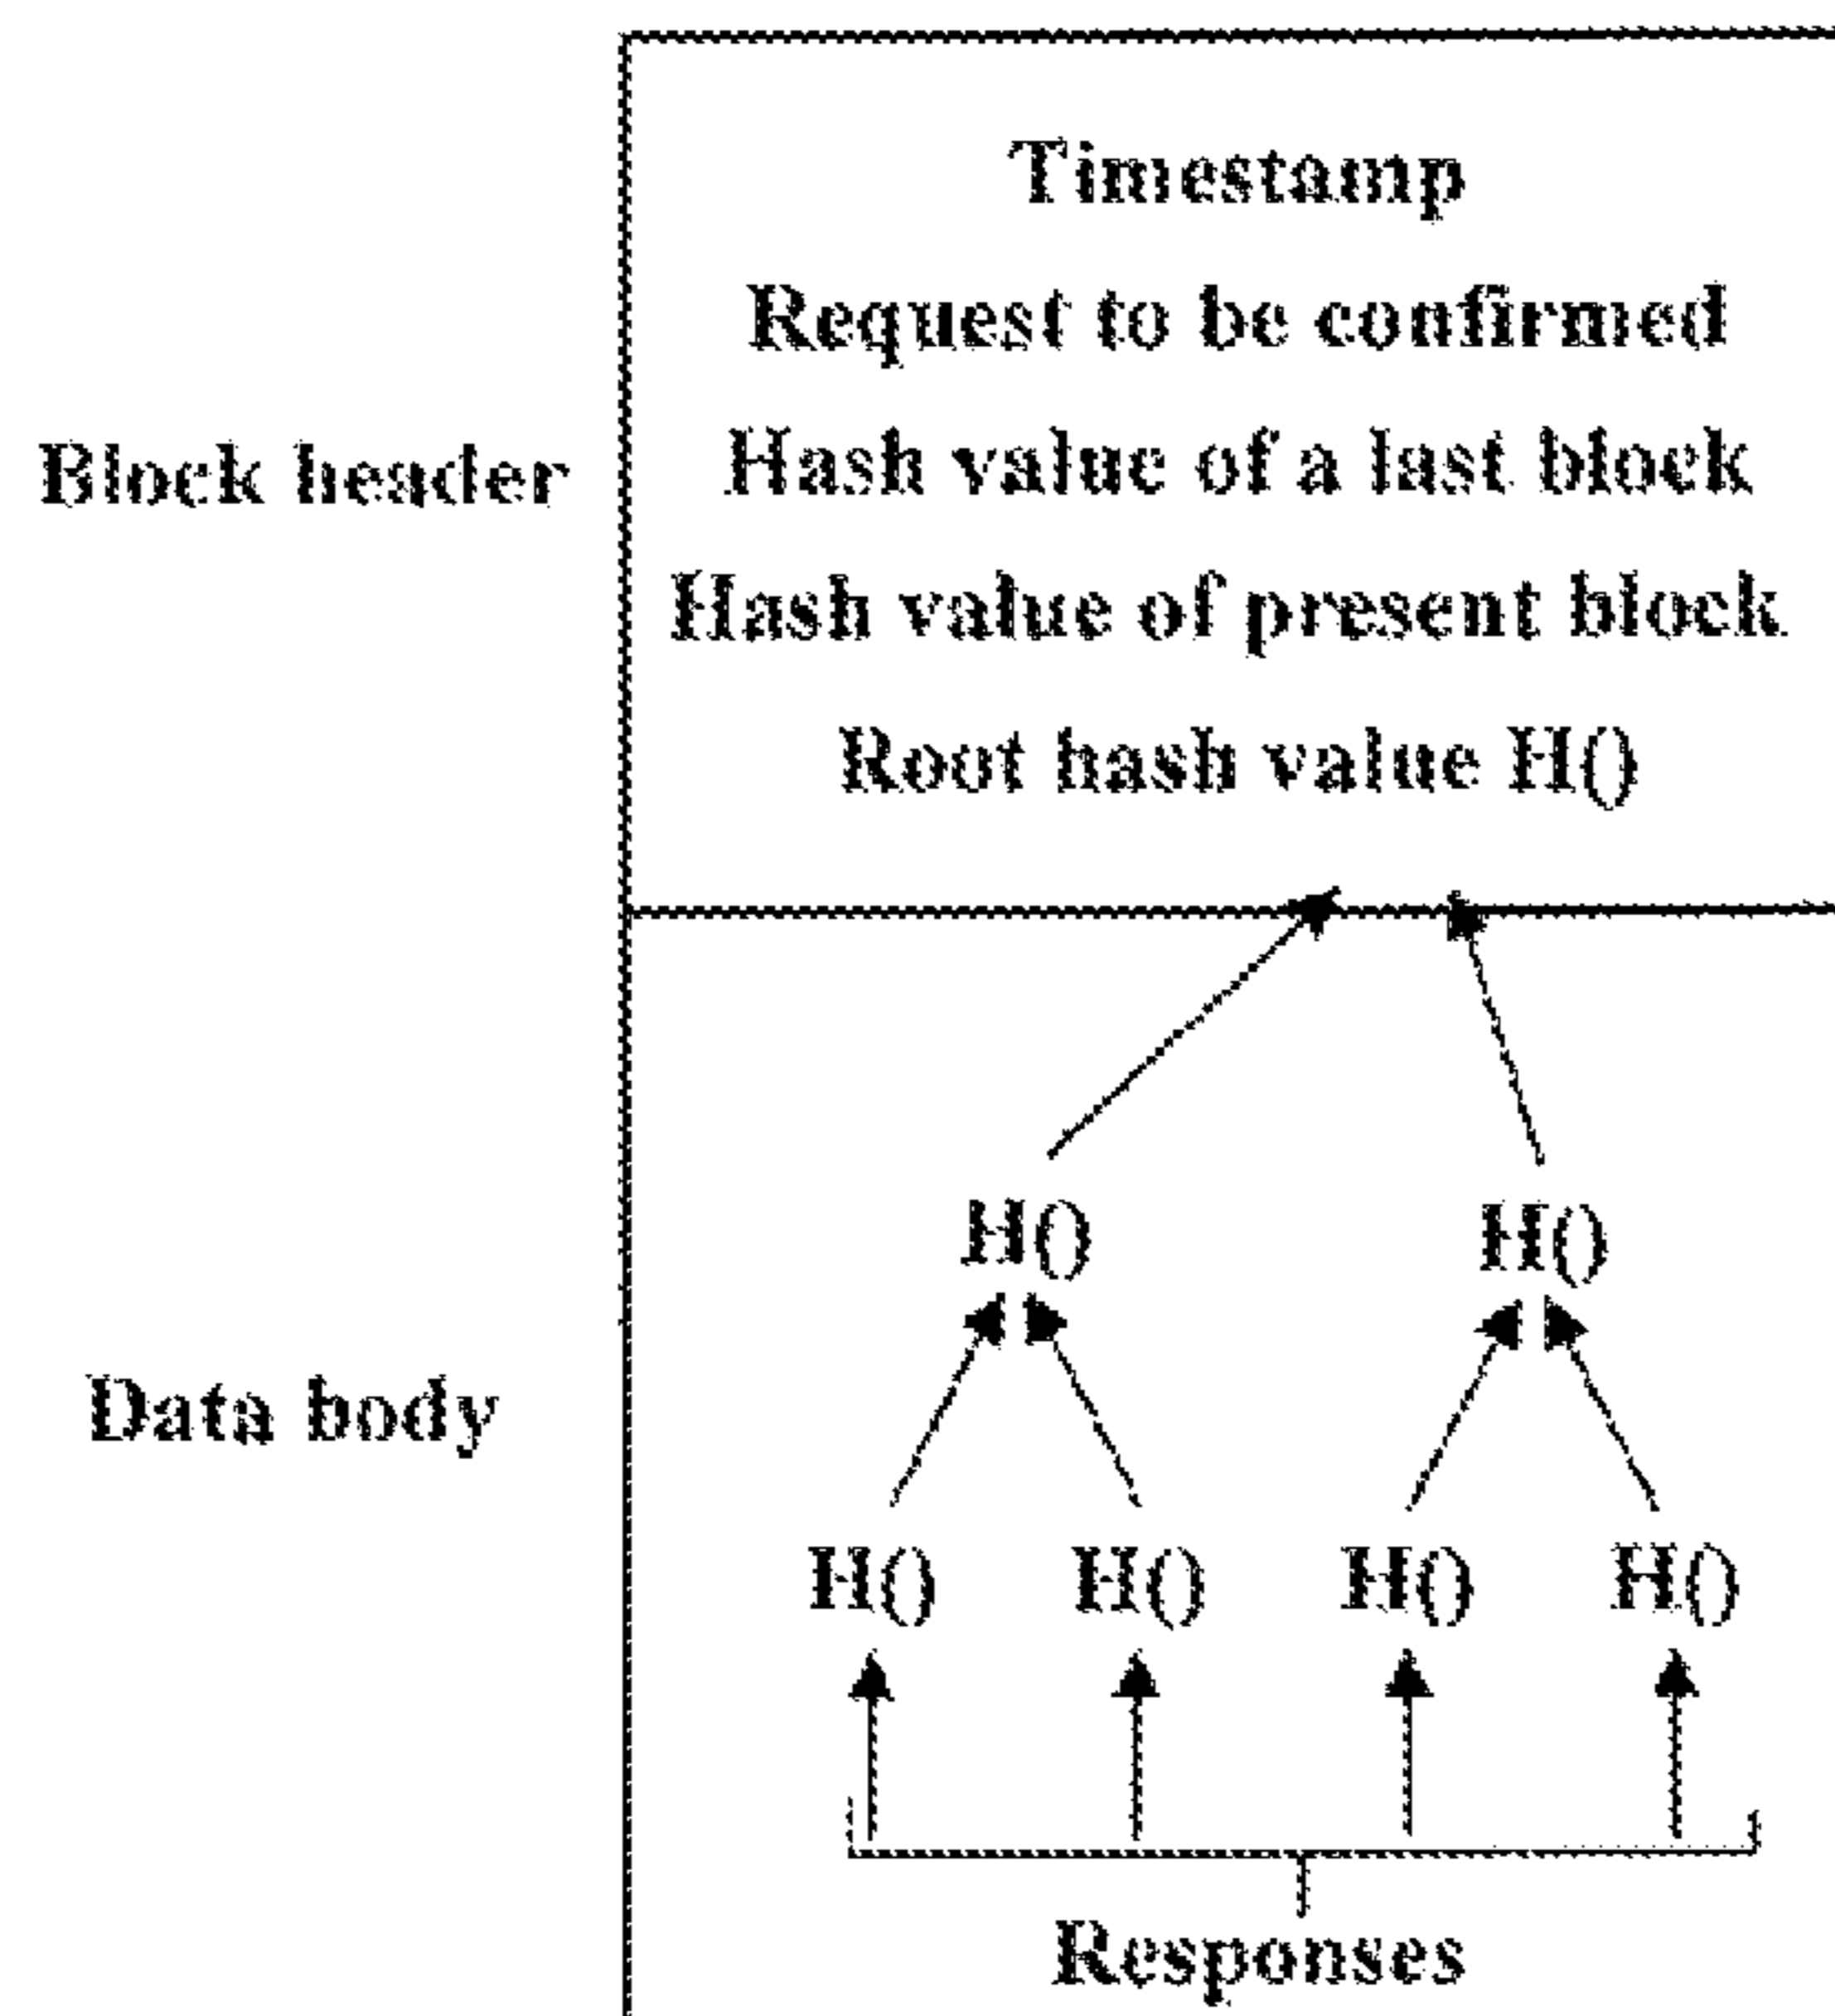 Timestamp
Request to be confirmed
Block header
Hash value of a last block
Hash value of present block
Root hash value H()
H() H()
Data body
H() H() H() H()
Responses